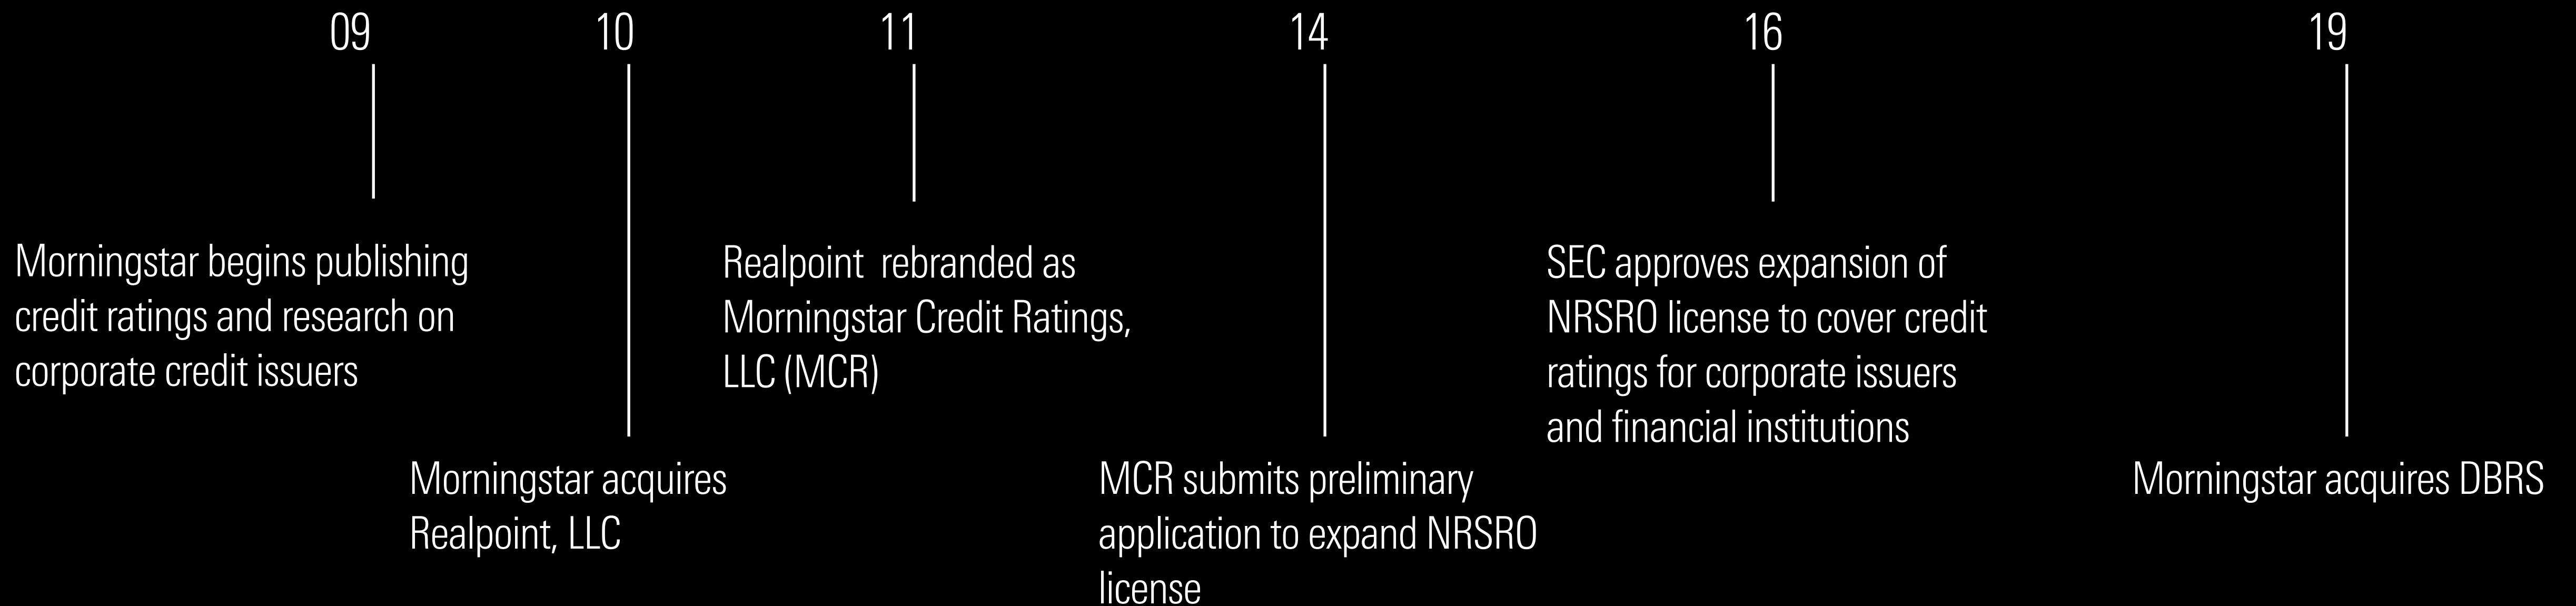 09
Morningstar begins publishing
credit ratings and research on
corporate credit issuers
10
Morningstar acquires
Realpoint, LLC
11
Realpoint  rebranded as
Morningstar Credit Ratings,
LLC (MCR)
14
MCR submits preliminary
application to expand NRSRO
license
16
SEC approves expansion of
NRSRO license to cover credit
ratings for corporate issuers
and financial institutions
19
Morningstar acquires DBRS